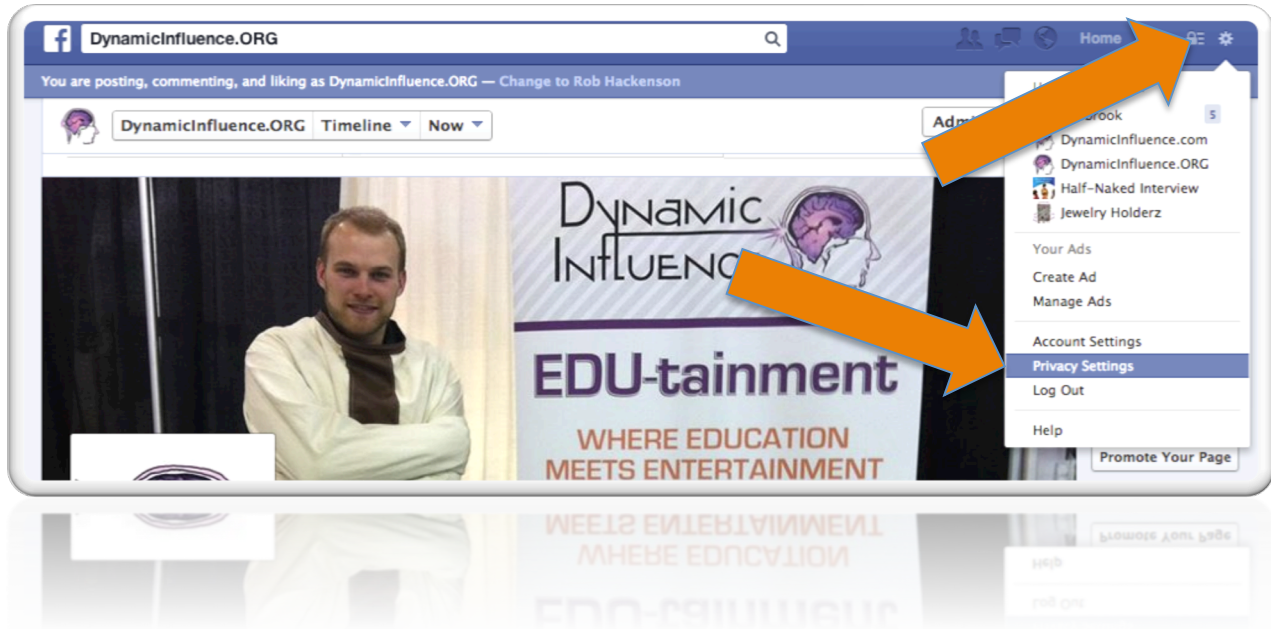 DynamicInfluence.ORG
Home
You are posting, commenting, and liking as DynamicInfluence.ORG — Change to Rob Hackenson
DynamicInfluence.ORG Timeline Now
5
DynamicInfluence.com
DynamicInfluence.ORG
Half-Naked Interview
Jewelry Holderz
Your Ads
Create Ad
Manage Ads
Account Settings
Privacy Settings
Log Out
Help
Promote Your Page
Dynamic
EDU-tainment
WHERE EDUCATION
MEETS ENTERTAINMENT